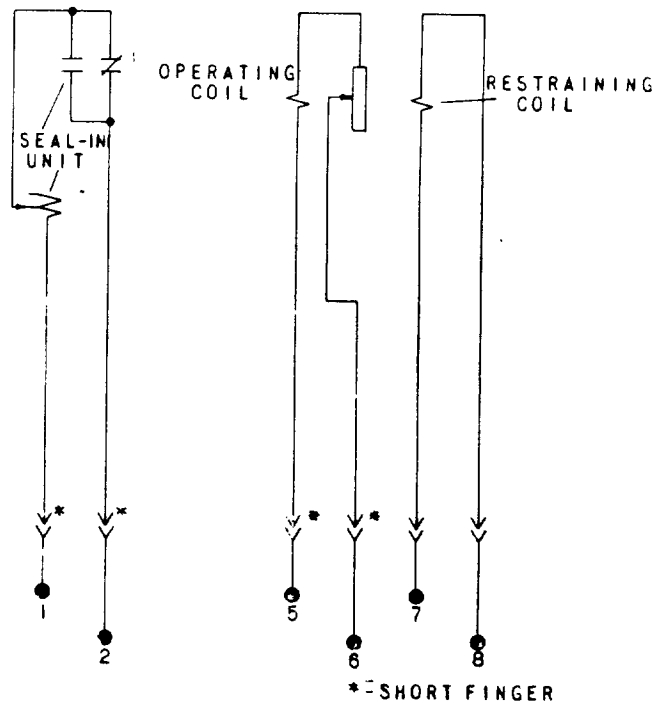 OPERATING
COIL
RESTRAINING
COIL
SEAL-IN
UNIT
*
*
*
*
1
2
5
6
7
8
*-SHORT FINGER